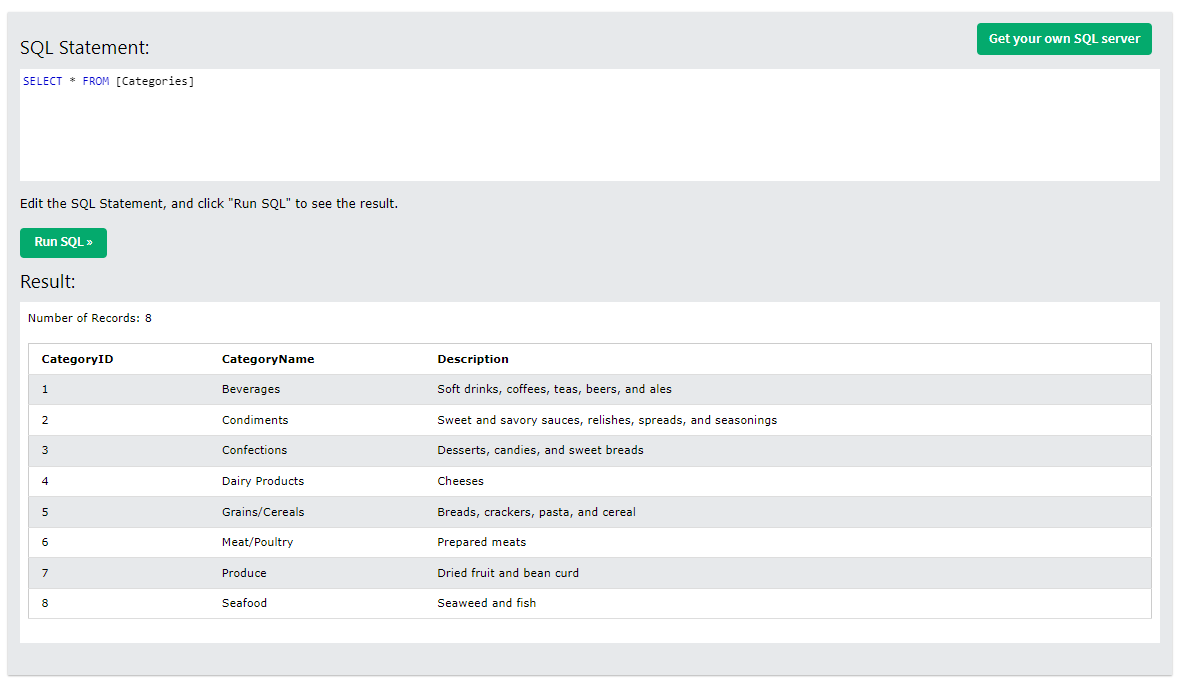 Get your own SQL server
SQL Statement:
SELECT * FROM [Categories]
Edit the SQL Statement, and click "Run SQL" to see the result.
Run SQL »
Result:
Number of Records: 8
CategoryID CategoryName Description
1 Beverages Soft drinks, coffees, teas, beers, and ales
2 Condiments Sweet and savory sauces, relishes, spreads, and seasonings
3 Confections Desserts, candies, and sweet breads
4 Dairy Products Cheeses
5 Grains/Cereals Breads, crackers, pasta, and cereal
6 Meat/Poultry Prepared meats
7 Produce Dried fruit and bean curd
8 Seafood Seaweed and fish